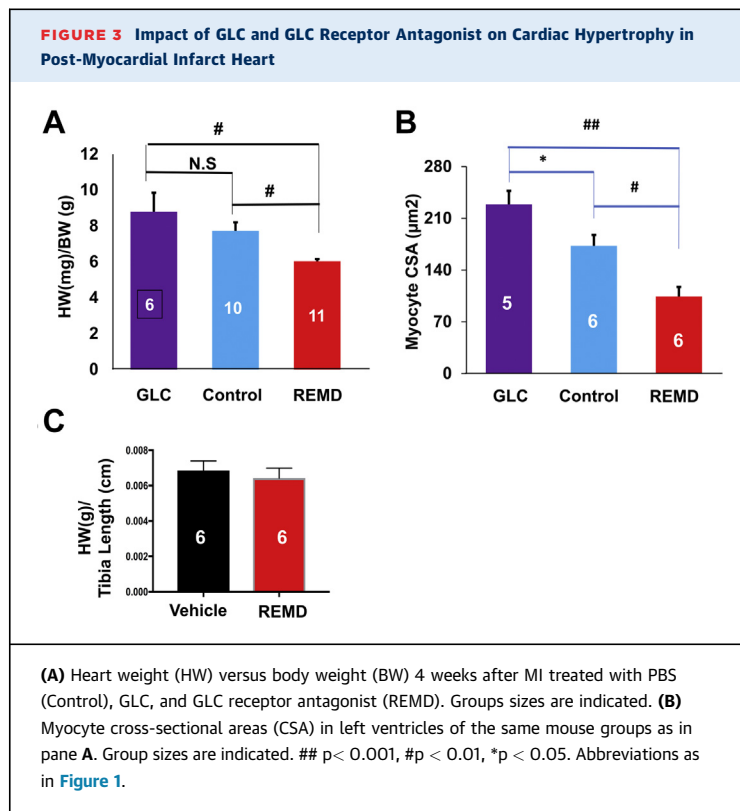 FIGURE 3 Impact of GLC and GLC Receptor Antagonist on Cardiac Hypertrophy in
Post-Myocardial Infarct Heart
A
#
N.S
#
HW(mg)/BW (g)
12
10
8
6
4
2
0
6
10
11
GLC Control REMD
B
##
*
#
Myocyte CSA (µm2)
280
210
140
70
0
5
6
6
GLC Control REMD
C
HW(g)/
Tibia Length (cm)
0.008
0.006
0.004
0.002
0.000
6
6
Vehicle REMD
(A) Heart weight (HW) versus body weight (BW) 4 weeks after MI treated with PBS
(Control), GLC, and GLC receptor antagonist (REMD). Groups sizes are indicated. (B)
Myocyte cross-sectional areas (CSA) in left ventricles of the same mouse groups as in
pane A. Group sizes are indicated. ## p< 0.001, #p < 0.01, *p < 0.05. Abbreviations as
in Figure 1.